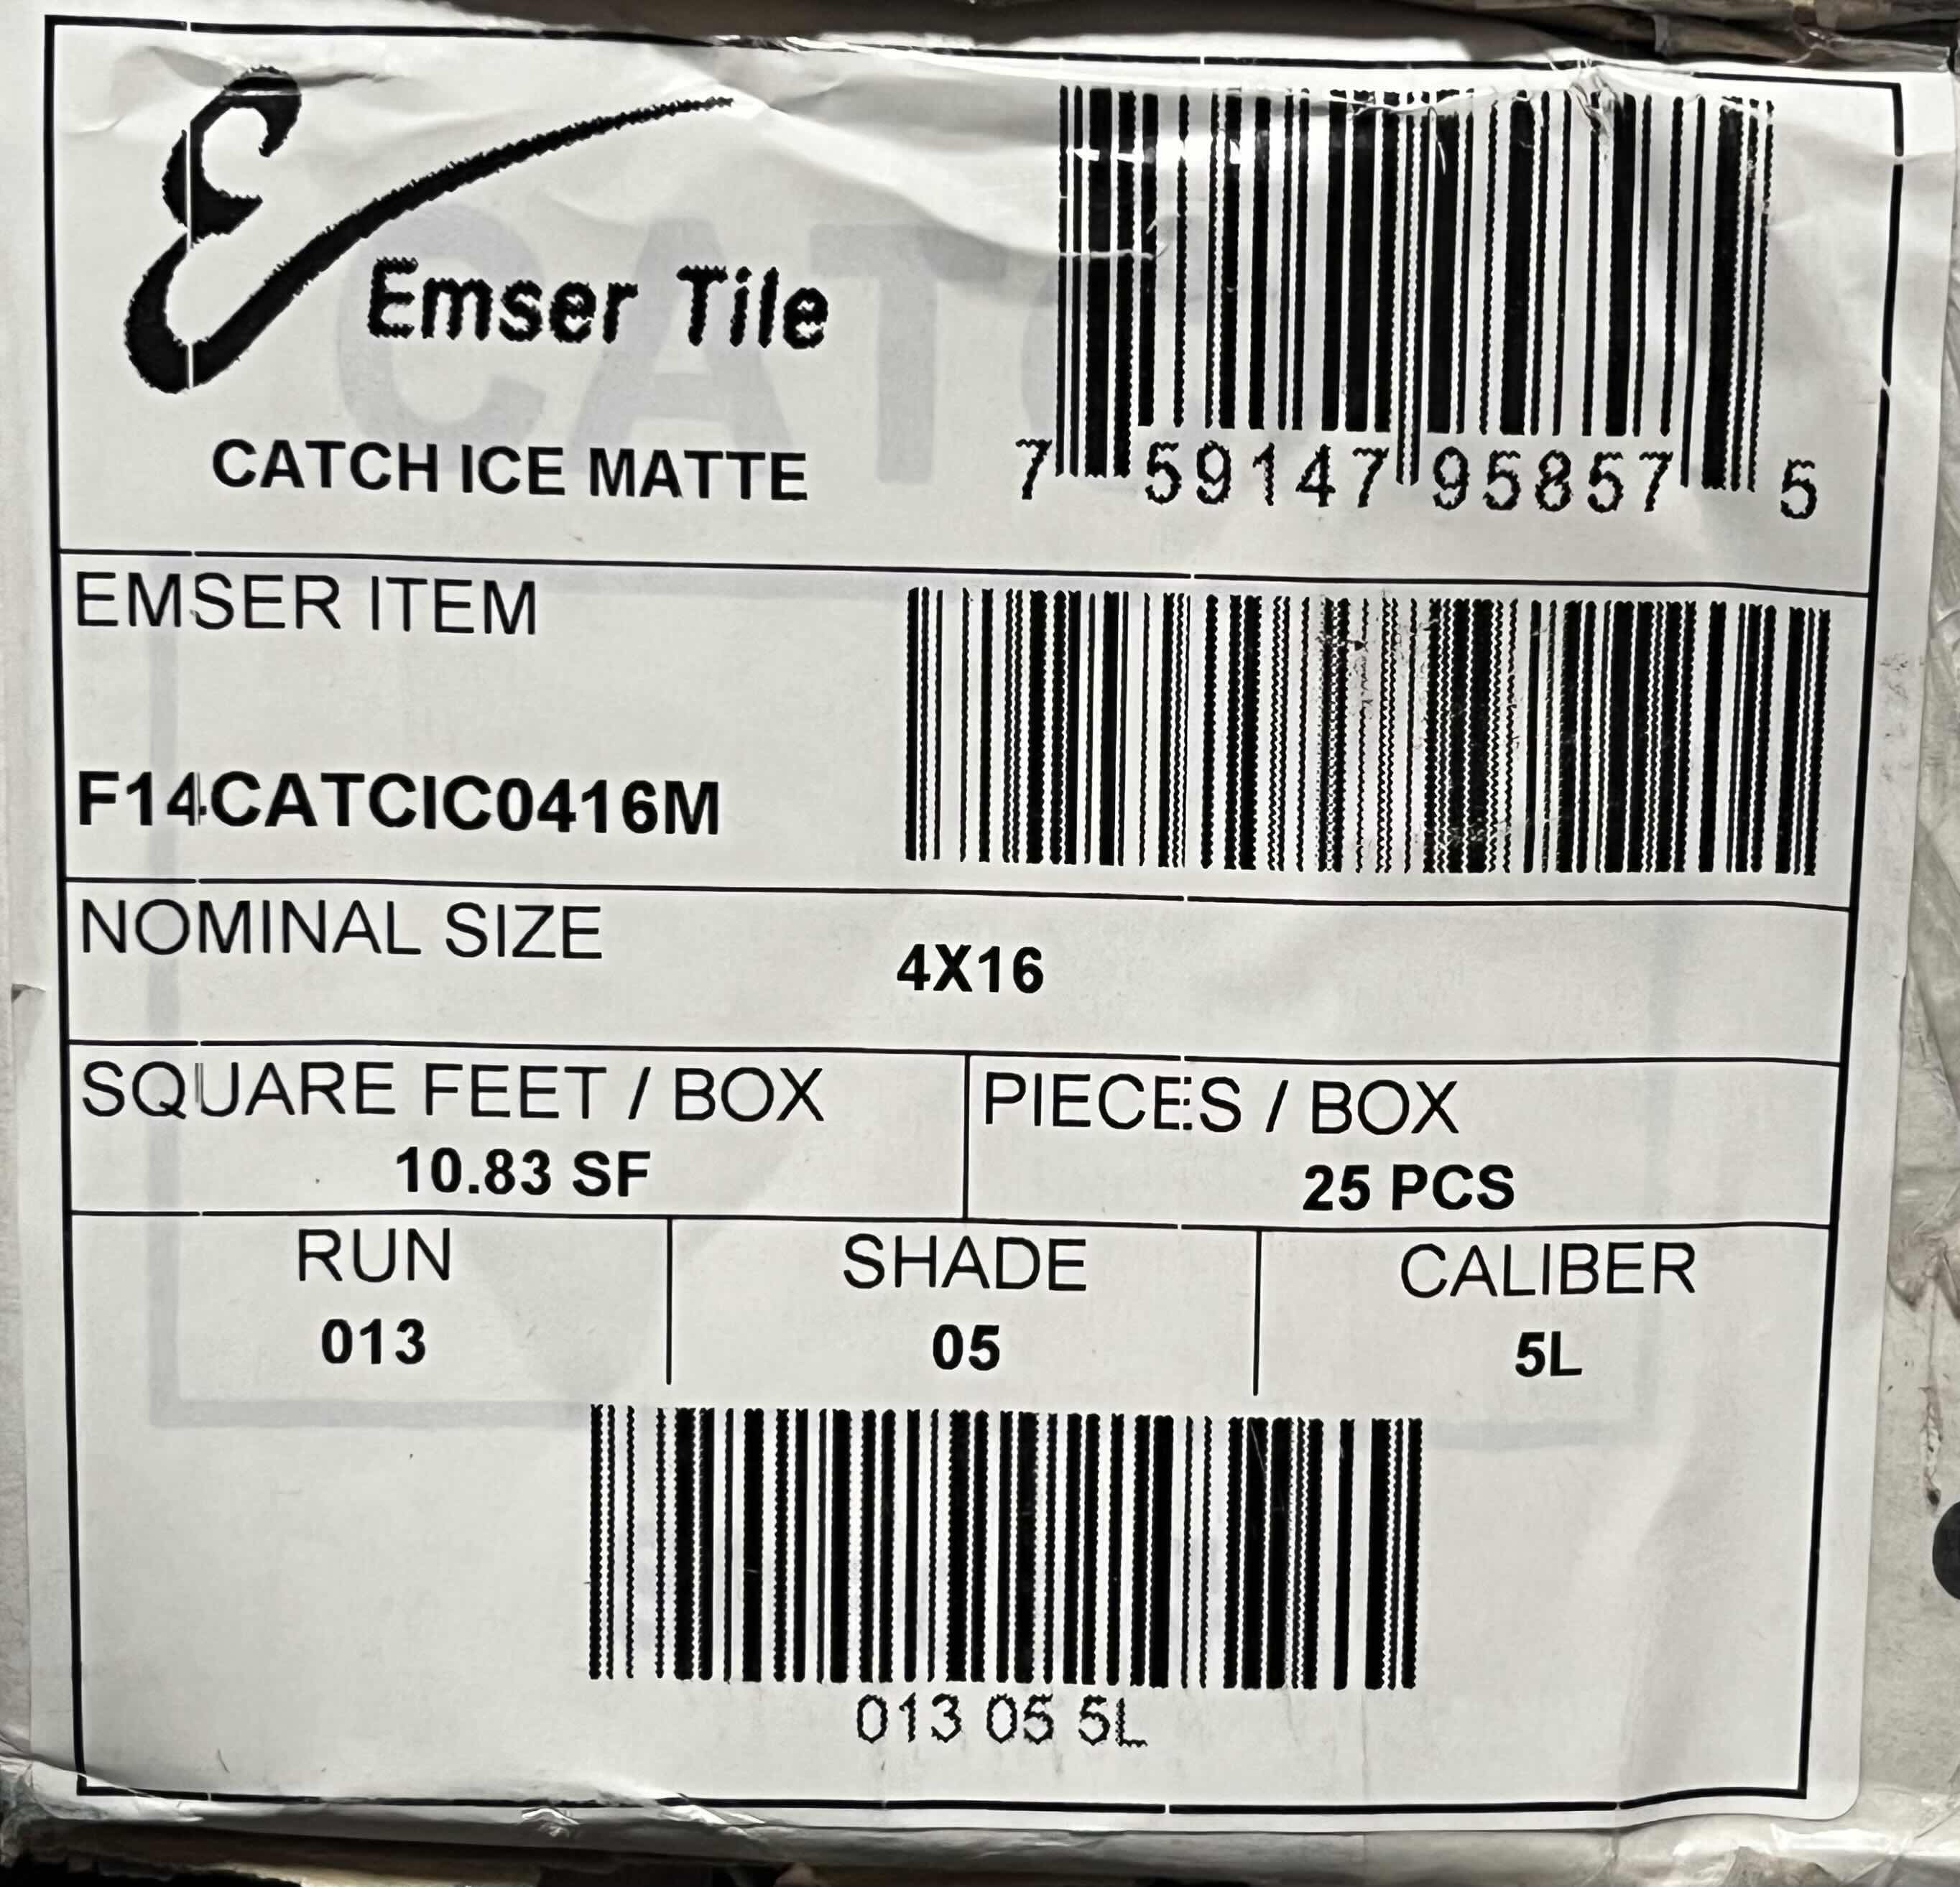 Emser Tile
CATCH ICE MATTE
7 59147 95857 5
EMSER ITEM
F14CATCIC0416M
NOMINAL SIZE
4X16
SQUARE FEET / BOX
10.83 SF
PIECES / BOX
25 PCS
RUN
013
SHADE
05
CALIBER
5L
013 05 5L